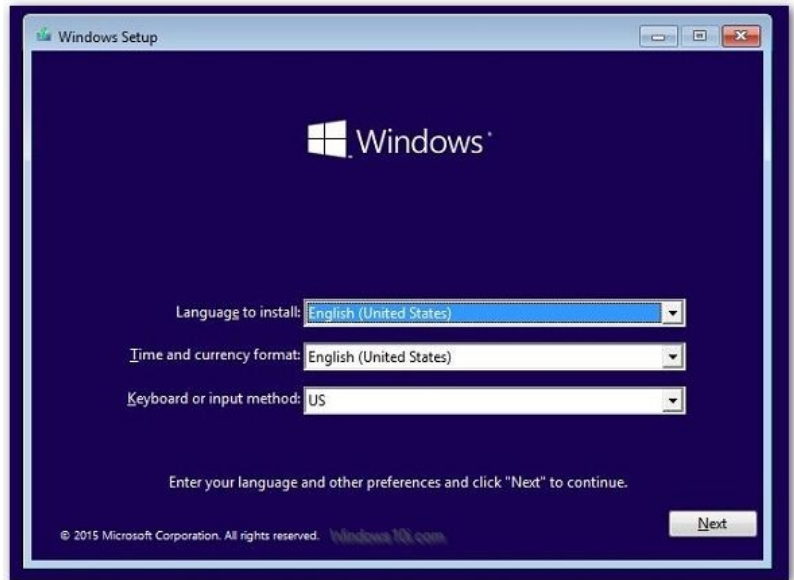 Windows Setup
Windows
Language to install: English (United States)
Time and currency format: English (United States)
Keyboard or input method: US
Enter your language and other preferences and click "Next" to continue.
Next
© 2015 Microsoft Corporation. All rights reserved. Windows10i.com